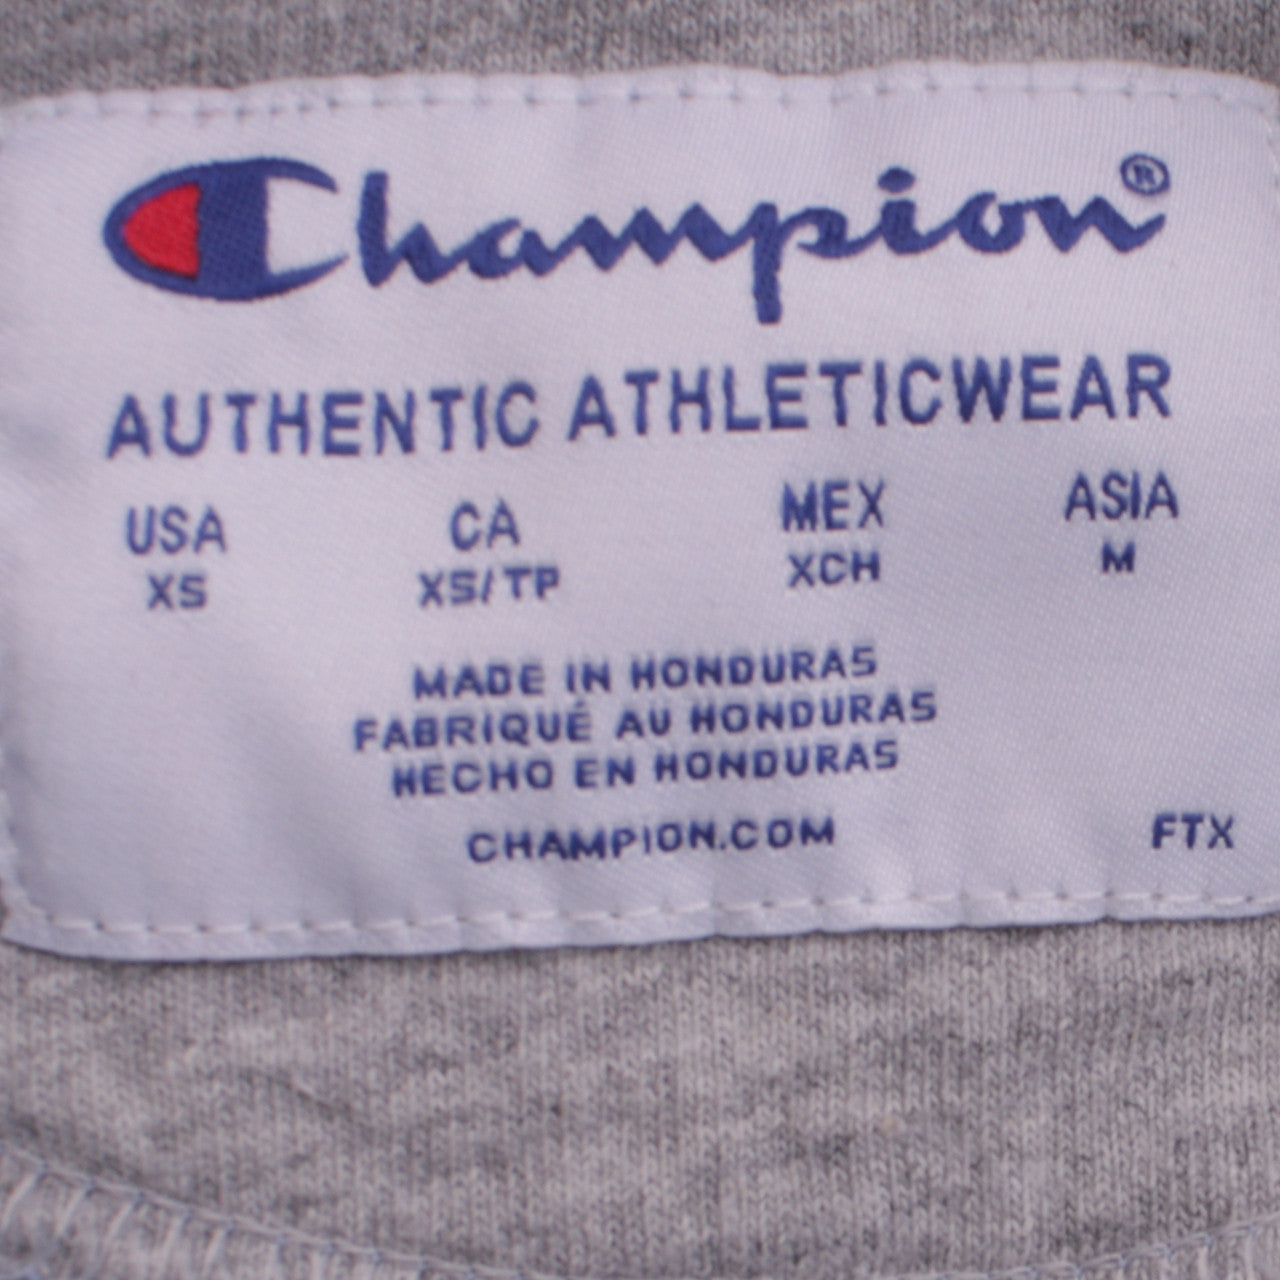 Champion®
AUTHENTIC ATHLETICWEAR
USA CA MEX ASIA
XS XS/TP XCH M
MADE IN HONDURAS
FABRIQUÉ AU HONDURAS
HECHO EN HONDURAS
CHAMPION.COM FTX